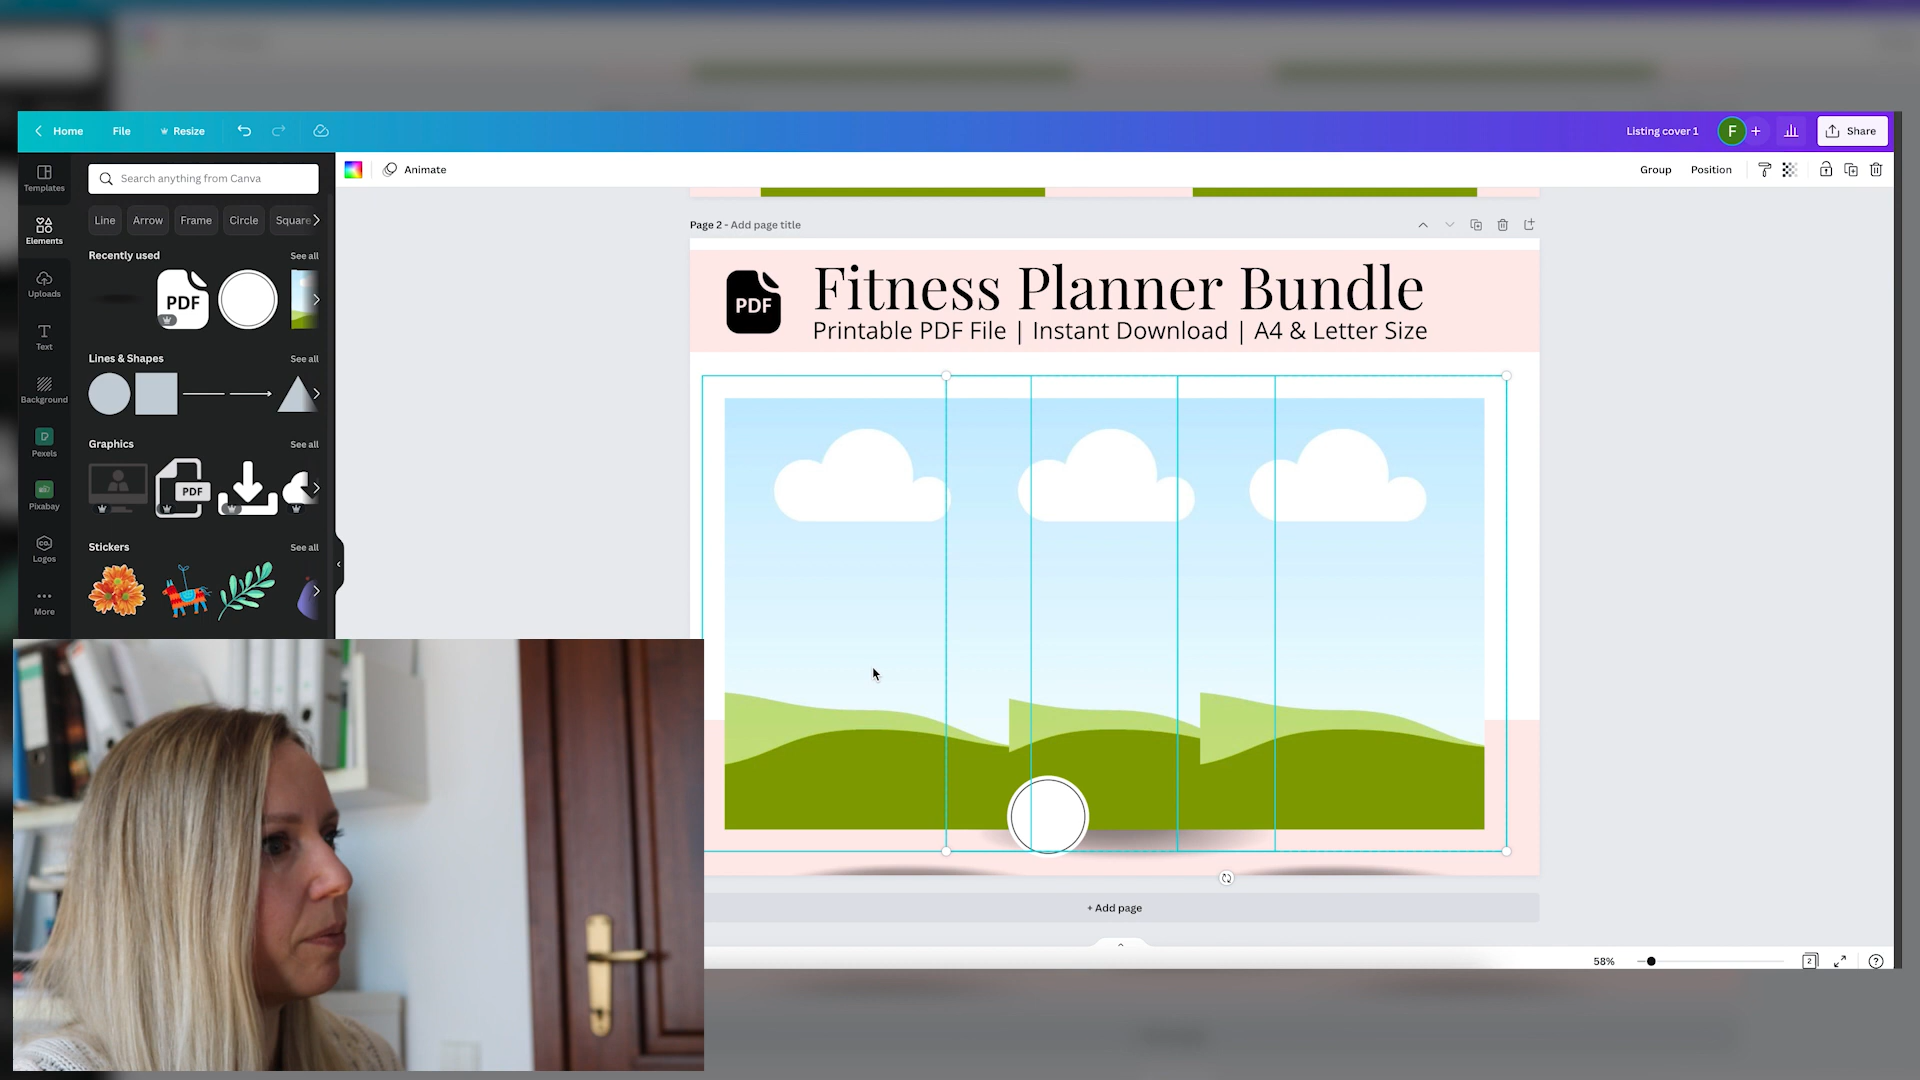 Home File Resize
Listing cover 1 F + Share
Templates
Elements
Uploads
Text
Background
Pexels
Pixabay
Logos
More
Search anything from Canva
Line Arrow Frame Circle Square
Recently used See all
PDF
Lines & Shapes See all
Graphics See all
PDF
Stickers See all
CO.
Animate
Group Position
Page 2 - Add page title
PDF
Fitness Planner Bundle
Printable PDF File | Instant Download | A4 & Letter Size
+ Add page
58%
2
?